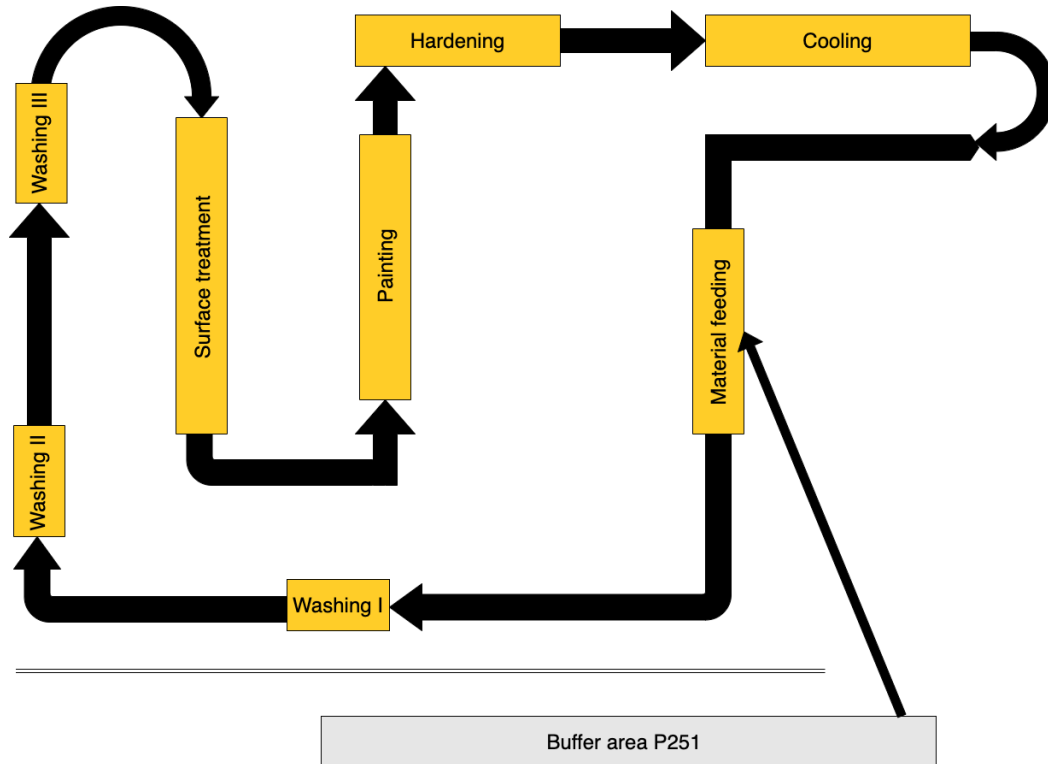 Hardening
Cooling
Washing III
Surface treatment
Painting
Material feeding
Washing II
Washing I
Buffer area P251